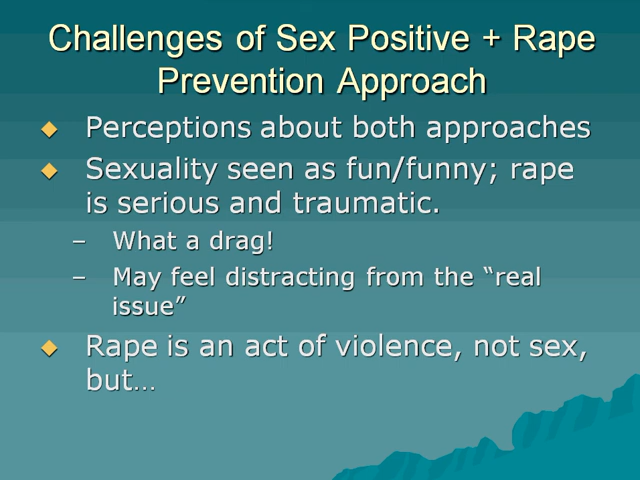 Challenges of Sex Positive + Rape
Prevention Approach
◆ Perceptions about both approaches
◆ Sexuality seen as fun/funny; rape
is serious and traumatic.
– What a drag!
– May feel distracting from the “real
issue”
◆ Rape is an act of violence, not sex,
but…